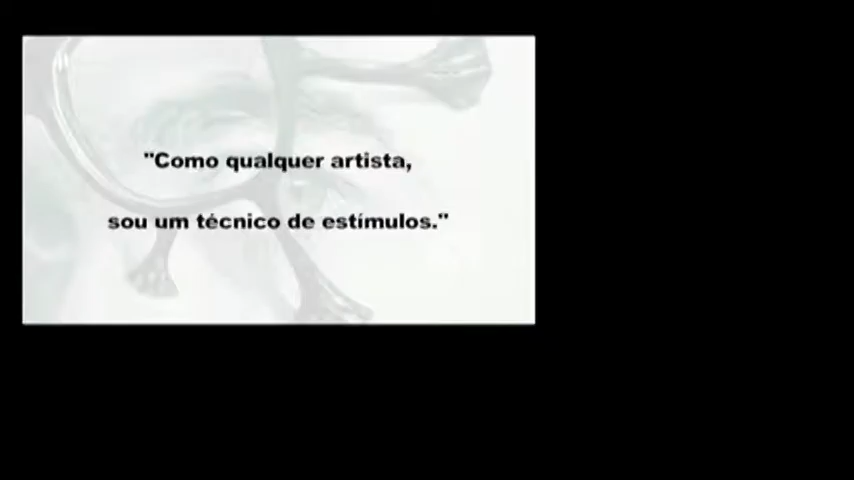 "Como qualquer artista,
sou um técnico de estímulos."